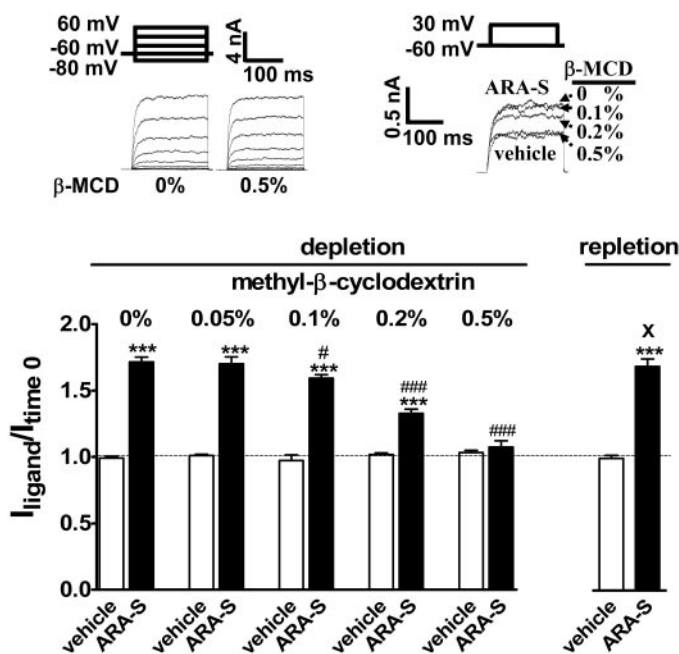 60 mV
-60 mV
-80 mV
4 nA
100 ms
β-MCD 0% 0.5%
30 mV
-60 mV
0.5 nA
100 ms
ARA-S
vehicle
β-MCD
0 %
0.1%
0.2%
0.5%
depletion repletion
methyl-β-cyclodextrin
0% 0.05% 0.1% 0.2% 0.5%
I ligand/I time 0
2.0
1.5
1.0
0.5
0.0
*** *** # *** ### *** ### X ***
vehicle ARA-S vehicle ARA-S vehicle ARA-S vehicle ARA-S vehicle ARA-S vehicle ARA-S